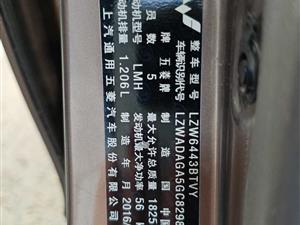 整车型号 LZW6443BTVY
车辆识别代号 LZWADAGA5GC8298
牌 五菱牌 制造国 中国
员数 5 最大允许总质量 1825
动机型号 LMH 发动机最大净功率 56
动机排量 1.206L 制造年月 2016/
上汽通用五菱汽车股份有限公司